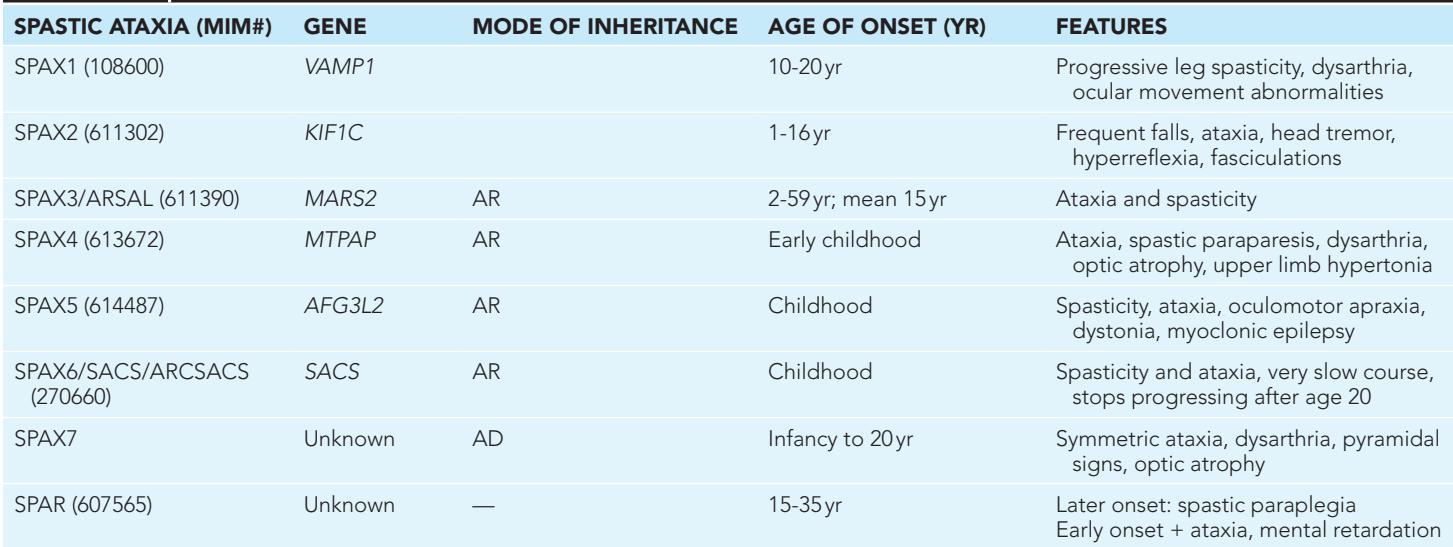 SPASTIC ATAXIA (MIM#) GENE MODE OF INHERITANCE AGE OF ONSET (YR) FEATURES
SPAX1 (108600) VAMP1 10-20 yr Progressive leg spasticity, dysarthria,
ocular movement abnormalities
SPAX2 (611302) KIF1C 1-16 yr Frequent falls, ataxia, head tremor,
hyperreflexia, fasciculations
SPAX3/ARSAL (611390) MARS2 AR 2-59 yr; mean 15 yr Ataxia and spasticity
SPAX4 (613672) MTPAP AR Early childhood Ataxia, spastic paraparesis, dysarthria,
optic atrophy, upper limb hypertonia
SPAX5 (614487) AFG3L2 AR Childhood Spasticity, ataxia, oculomotor apraxia,
dystonia, myoclonic epilepsy
SPAX6/SACS/ARCSACS SACS AR Childhood Spasticity and ataxia, very slow course,
(270660) stops progressing after age 20
SPAX7 Unknown AD Infancy to 20 yr Symmetric ataxia, dysarthria, pyramidal
signs, optic atrophy
SPAR (607565) Unknown — 15-35 yr Later onset: spastic paraplegia
Early onset + ataxia, mental retardation